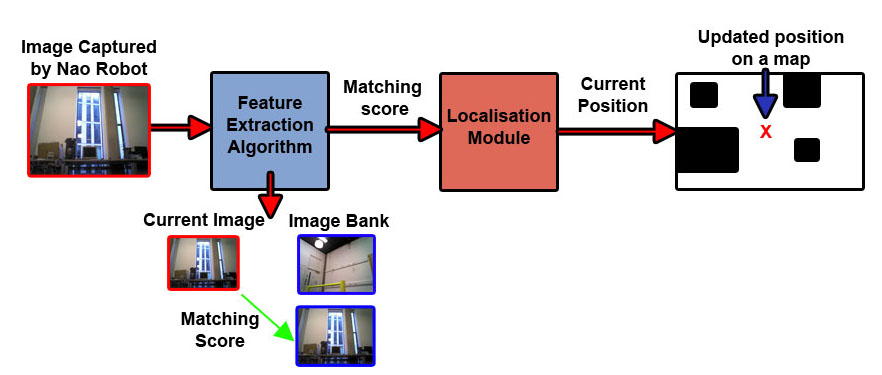 Image Captured
by Nao Robot
Feature
Extraction
Algorithm
Matching
score
Localisation
Module
Current
Position
Updated position
on a map
X
Current Image
Image Bank
Matching
Score